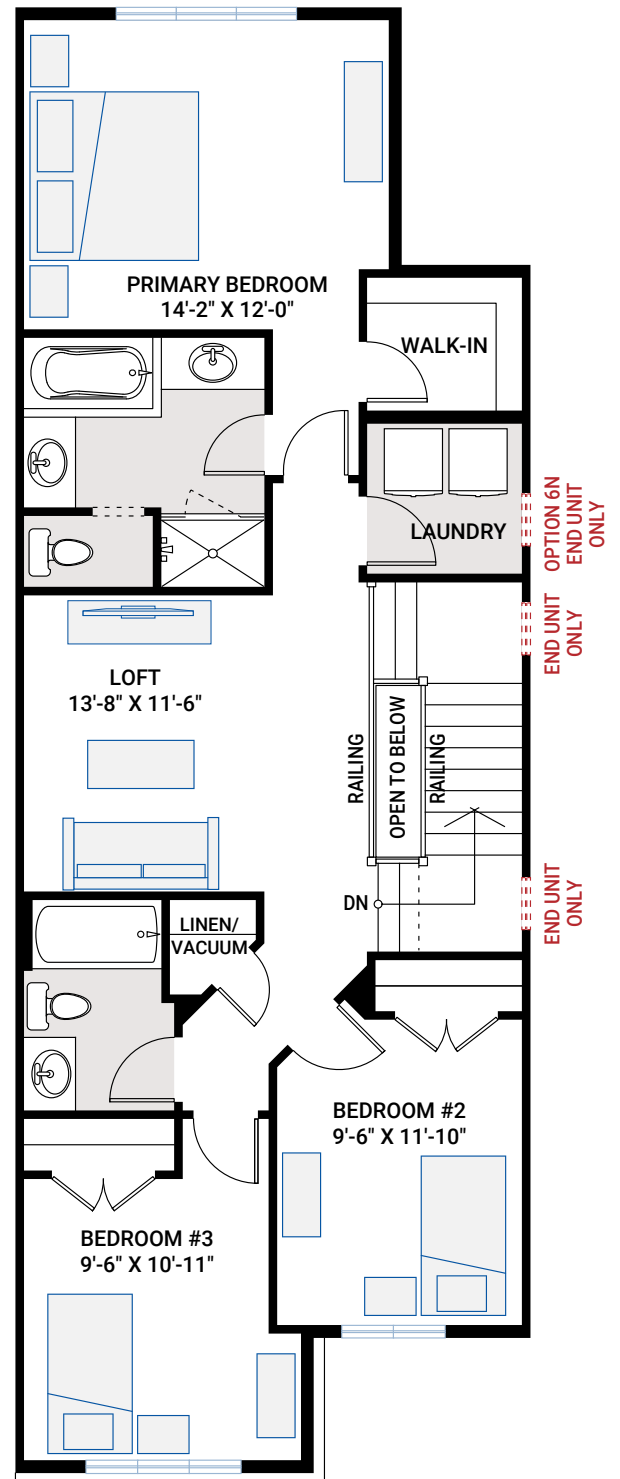 PRIMARY BEDROOM
14'-2" X 12'-0"
WALK-IN
LAUNDRY
OPTION 6N
END UNIT
ONLY
END UNIT
ONLY
LOFT
13'-8" X 11'-6"
RAILING
OPEN TO BELOW
RAILING
END UNIT
ONLY
DN
LINEN/
VACUUM
BEDROOM #2
9'-6" X 11'-10"
BEDROOM #3
9'-6" X 10'-11"